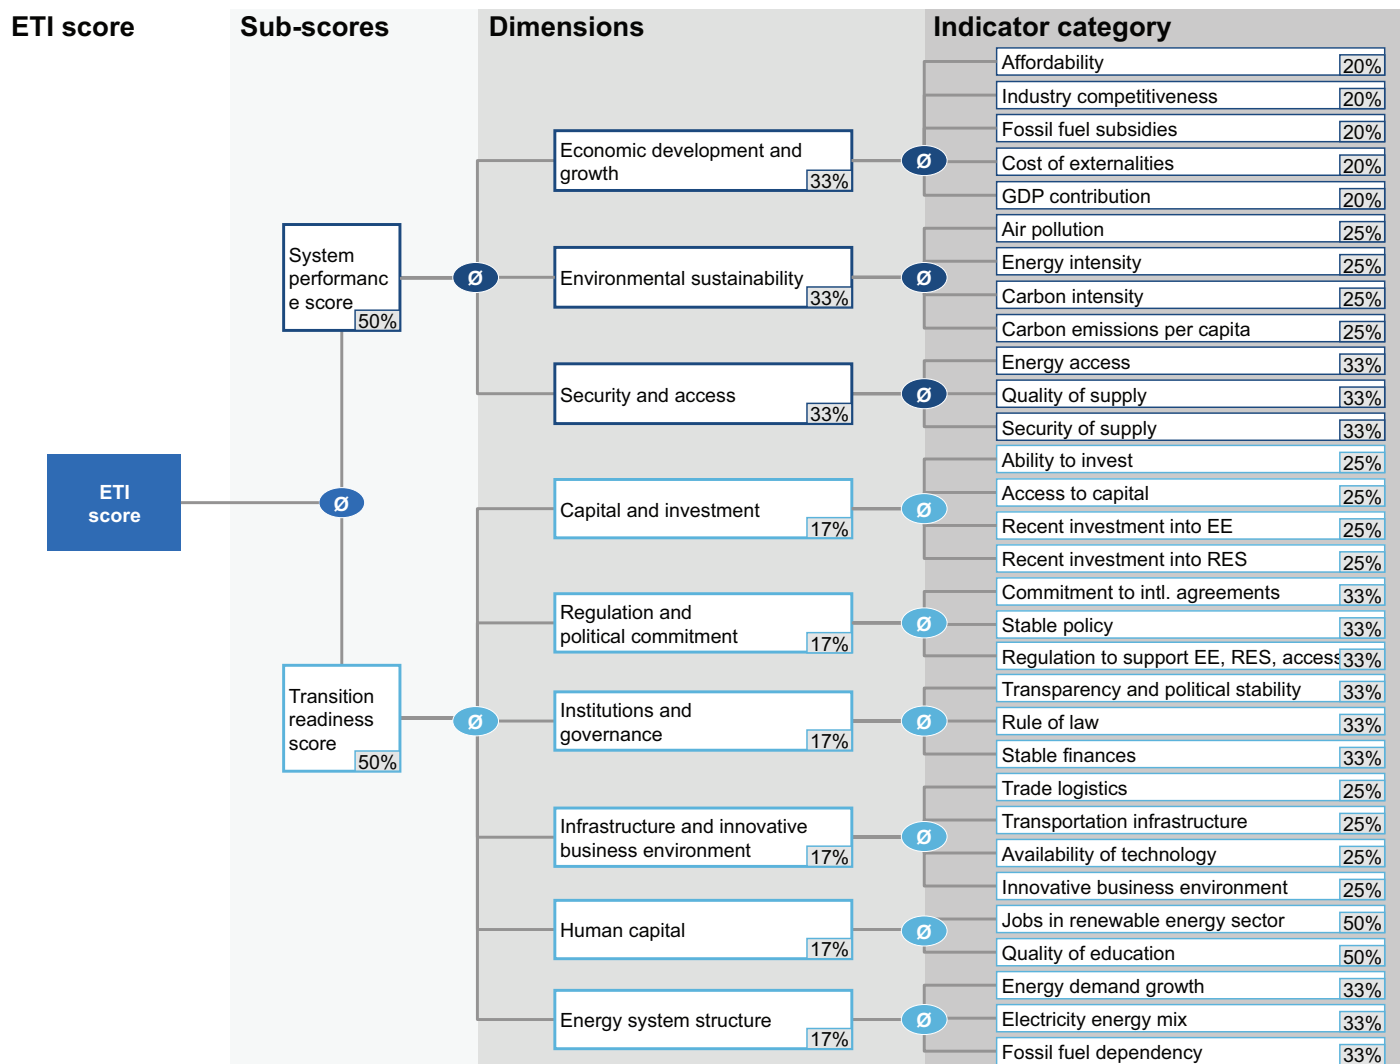 ETI score
Sub-scores
Dimensions
Indicator category
ETI
score
Ø
System
performanc
e score
50%
Ø
Transition
readiness
score
50%
Ø
Economic development and
growth
33%
Ø
Environmental sustainability
33%
Ø
Security and access
33%
Ø
Capital and investment
17%
Ø
Regulation and
political commitment
17%
Ø
Institutions and
governance
17%
Ø
Infrastructure and innovative
business environment
17%
Ø
Human capital
17%
Ø
Energy system structure
17%
Ø
Affordability 20%
Industry competitiveness 20%
Fossil fuel subsidies 20%
Cost of externalities 20%
GDP contribution 20%
Air pollution 25%
Energy intensity 25%
Carbon intensity 25%
Carbon emissions per capita 25%
Energy access 33%
Quality of supply 33%
Security of supply 33%
Ability to invest 25%
Access to capital 25%
Recent investment into EE 25%
Recent investment into RES 25%
Commitment to intl. agreements 33%
Stable policy 33%
Regulation to support EE, RES, access 33%
Transparency and political stability 33%
Rule of law 33%
Stable finances 33%
Trade logistics 25%
Transportation infrastructure 25%
Availability of technology 25%
Innovative business environment 25%
Jobs in renewable energy sector 50%
Quality of education 50%
Energy demand growth 33%
Electricity energy mix 33%
Fossil fuel dependency 33%